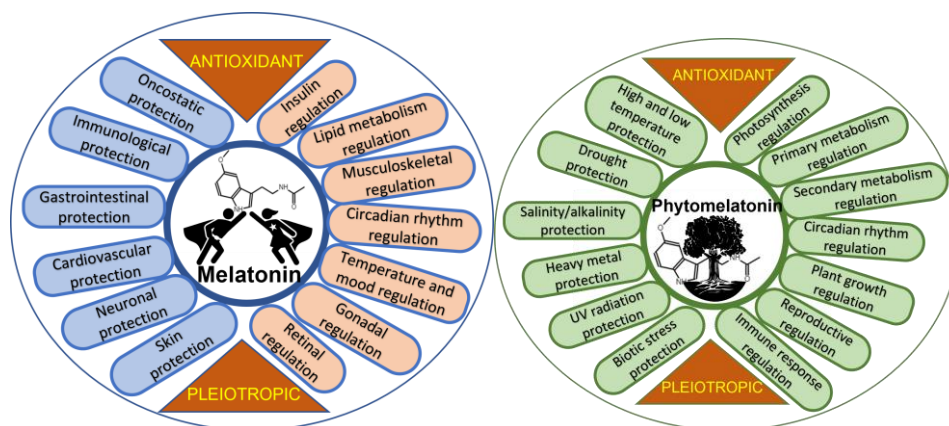 ANTIOXIDANT
Oncostatic
protection
Immunological
protection
Gastrointestinal
protection
Cardiovascular
protection
Neuronal
protection
Skin
protection
Insulin
regulation
Lipid metabolism
regulation
Musculoskeletal
regulation
Circadian rhythm
regulation
Temperature and
mood regulation
Gonadal
regulation
Retinal
regulation
O
NH
O
Melatonin
PLEIOTROPIC
ANTIOXIDANT
High and low
temperature
protection
Drought
protection
Salinity/alkalinity
protection
Heavy metal
protection
UV radiation
protection
Biotic stress
protection
Photosynthesis
regulation
Primary metabolism
regulation
Secondary metabolism
regulation
Circadian rhythm
regulation
Plant growth
regulation
Reproductive
regulation
Immune response
regulation
Phytomelatonin
O
O
PLEIOTROPIC